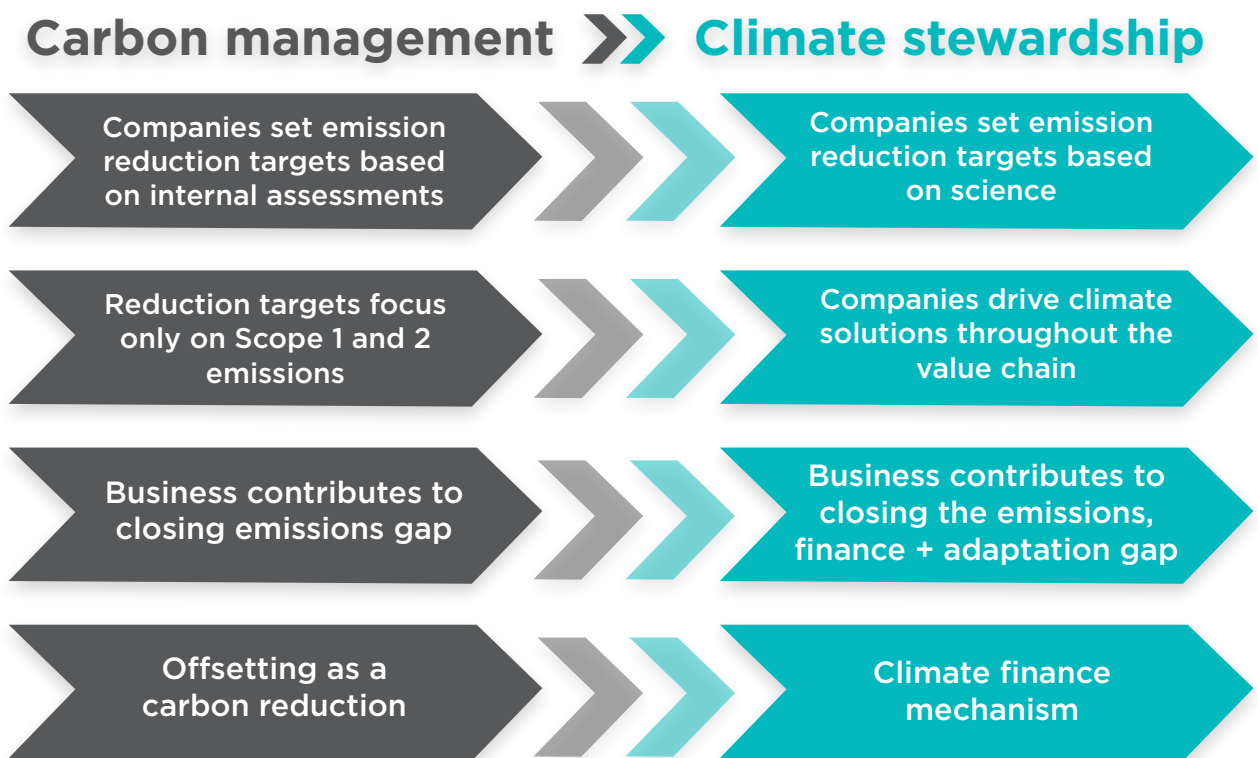 Carbon management Climate stewardship
Companies set emission
reduction targets based
on internal assessments
Companies set emission
reduction targets based
on science
Reduction targets focus
only on Scope 1 and 2
emissions
Companies drive climate
solutions throughout the
value chain
Business contributes to
closing emissions gap
Business contributes to
closing the emissions,
finance + adaptation gap
Offsetting as a
carbon reduction
Climate finance
mechanism